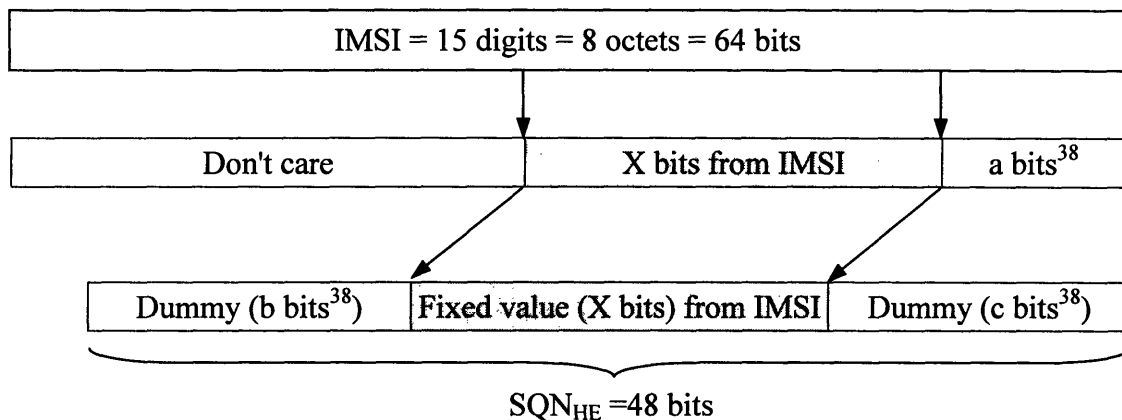 IMSI = 15 digits = 8 octets = 64 bits
Don't care X bits from IMSI a bits³⁸
Dummy (b bits³⁸) Fixed value (X bits) from IMSI Dummy (c bits³⁸)
SQN_HE =48 bits